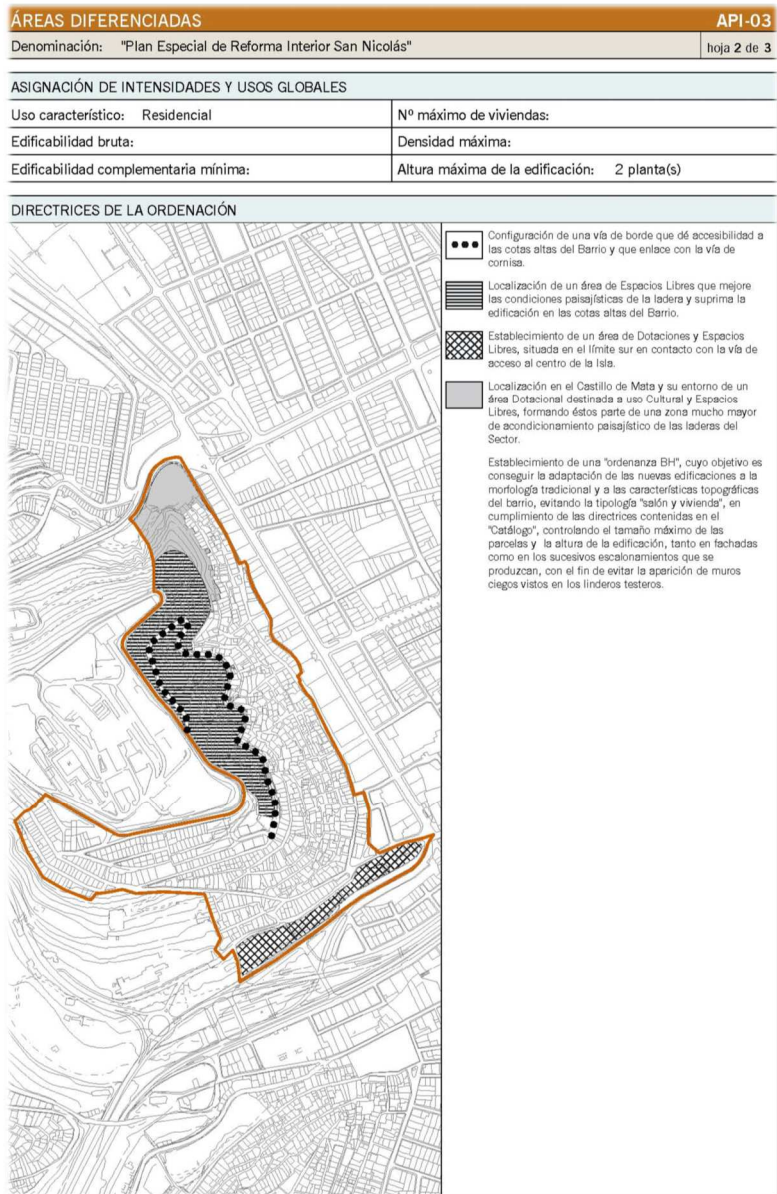 ÁREAS DIFERENCIADAS API-03
Denominación: "Plan Especial de Reforma Interior San Nicolás" hoja 2 de 3
ASIGNACIÓN DE INTENSIDADES Y USOS GLOBALES
Uso característico: Residencial Nº máximo de viviendas:
Edificabilidad bruta: Densidad máxima:
Edificabilidad complementaria mínima: Altura máxima de la edificación: 2 planta(s)
DIRECTRICES DE LA ORDENACIÓN
Configuración de una vía de borde que dé accesibilidad a
las cotas altas del Barrio y que enlace con la vía de
cornisa.
Localización de un área de Espacios Libres que mejore
las condiciones paisajísticas de la ladera y suprima la
edificación en las cotas altas del Barrio.
Establecimiento de un área de Dotaciones y Espacios
Libres, situada en el límite sur en contacto con la vía de
acceso al centro de la Isla.
Localización en el Castillo de Mata y su entorno de un
área Dotacional destinada a uso Cultural y Espacios
Libres, formando éstos parte de una zona mucho mayor
de acondicionamiento paisajístico de las laderas del
Sector.
Establecimiento de una "ordenanza BH", cuyo objetivo es
conseguir la adaptación de las nuevas edificaciones a la
morfología tradicional y a las características topográficas
del barrio, evitando la tipología "salón y vivienda", en
cumplimiento de las directrices contenidas en el
"Catálogo", controlando el tamaño máximo de las
parcelas y la altura de la edificación, tanto en fachadas
como en los sucesivos escalonamientos que se
produzcan, con el fin de evitar la aparición de muros
ciegos vistos en los linderos testeros.